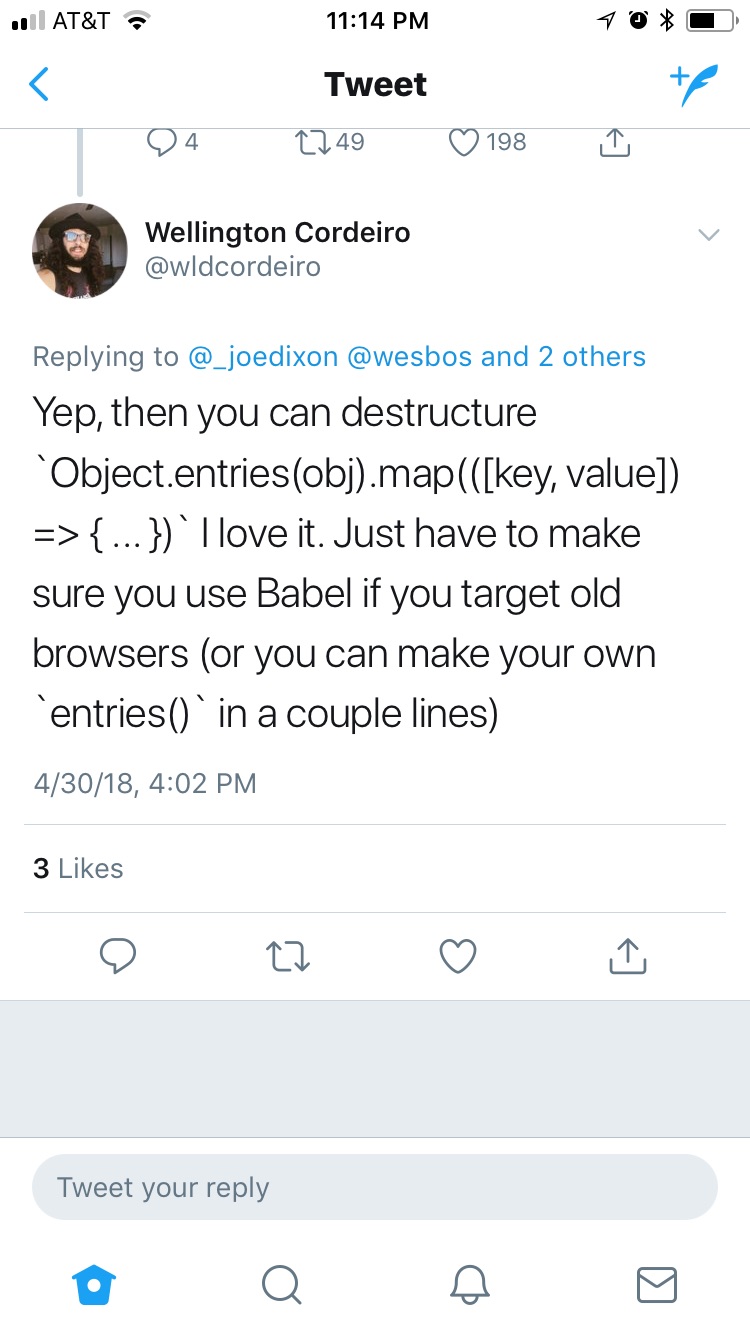 AT&T 11:14 PM
Tweet
4 49 198
Wellington Cordeiro
@wldcordeiro
Replying to @_joedixon @wesbos and 2 others
Yep, then you can destructure
`Object.entries(obj).map(([key, value])
=> { ... })` I love it. Just have to make
sure you use Babel if you target old
browsers (or you can make your own
`entries()` in a couple lines)
4/30/18, 4:02 PM
3 Likes
Tweet your reply